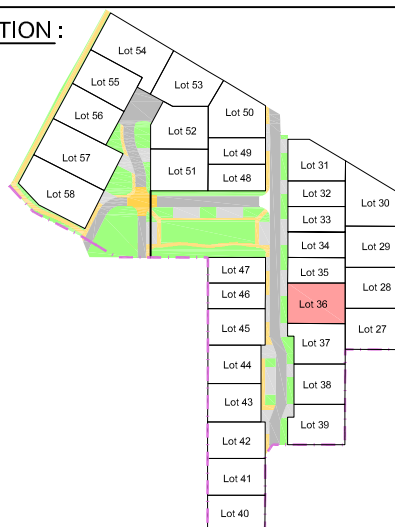 TION :
Lot 54
Lot 53
Lot 55
Lot 50
Lot 56
Lot 52
Lot 49
Lot 57
Lot 51
Lot 48
Lot 58
Lot 31
Lot 32
Lot 30
Lot 33
Lot 34
Lot 29
Lot 47
Lot 35
Lot 46
Lot 36
Lot 28
Lot 45
Lot 37
Lot 27
Lot 44
Lot 38
Lot 43
Lot 39
Lot 42
Lot 41
Lot 40